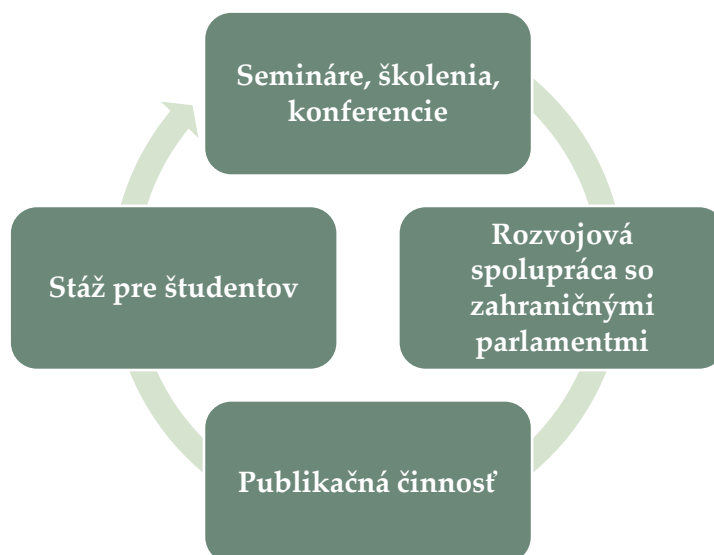 Semináre, školenia,
konferencie
Rozvojová
spolupráca so
zahraničnými
parlamentmi
Publikačná činnosť
Stáž pre študentov